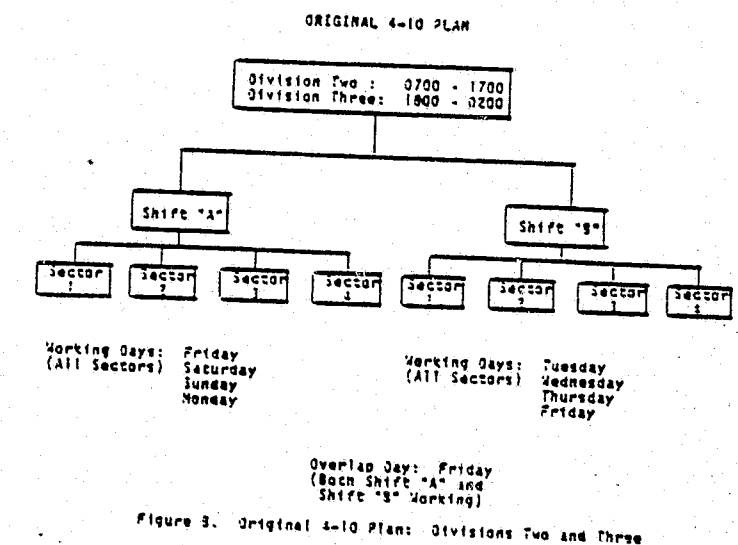 ORIGINAL 4-10 PLAN
Division Two : 0700 - 1700
Division Three: 1600 - 0200
Shift "A"
Shift "B"
Sector 1
Sector 2
Sector 3
Sector 4
Sector 1
Sector 2
Sector 3
Sector 4
Working Days: Friday
(All Sectors) Saturday
Sunday
Monday
Working Days: Tuesday
(All Sectors) Wednesday
Thursday
Friday
Overlap Day: Friday
(Both Shift "A" and
Shift "B" Working)
Figure 3. Original 4-10 Plan: Divisions Two and Three